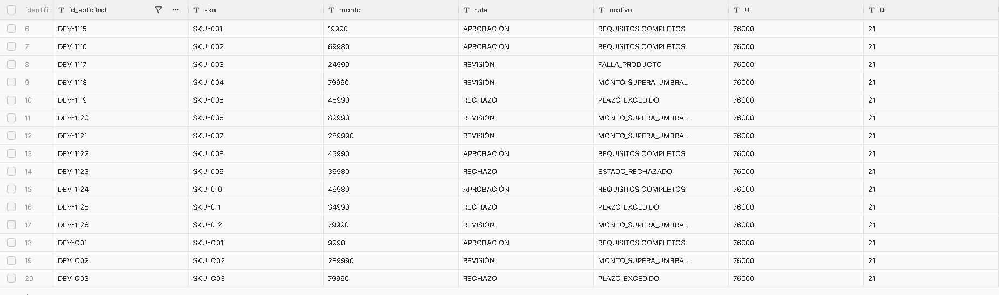 identifi id_solicitud sku monto ruta motivo U D
6 DEV-1115 SKU-001 19990 APROBACIÓN REQUISITOS COMPLETOS 76000 21
7 DEV-1116 SKU-002 69980 APROBACIÓN REQUISITOS COMPLETOS 76000 21
8 DEV-1117 SKU-003 24990 REVISIÓN FALLA_PRODUCTO 76000 21
9 DEV-1118 SKU-004 79990 REVISIÓN MONTO_SUPERA_UMBRAL 76000 21
10 DEV-1119 SKU-005 45990 RECHAZO PLAZO_EXCEDIDO 76000 21
11 DEV-1120 SKU-006 89990 REVISIÓN MONTO_SUPERA_UMBRAL 76000 21
12 DEV-1121 SKU-007 289990 REVISIÓN MONTO_SUPERA_UMBRAL 76000 21
13 DEV-1122 SKU-008 45990 APROBACIÓN REQUISITOS COMPLETOS 76000 21
14 DEV-1123 SKU-009 39980 RECHAZO ESTADO_RECHAZADO 76000 21
15 DEV-1124 SKU-010 49980 APROBACIÓN REQUISITOS COMPLETOS 76000 21
16 DEV-1125 SKU-011 34990 RECHAZO PLAZO_EXCEDIDO 76000 21
17 DEV-1126 SKU-012 79990 REVISIÓN MONTO_SUPERA_UMBRAL 76000 21
18 DEV-C01 SKU-C01 9990 APROBACIÓN REQUISITOS COMPLETOS 76000 21
19 DEV-C02 SKU-C02 289990 REVISIÓN MONTO_SUPERA_UMBRAL 76000 21
20 DEV-C03 SKU-C03 79990 RECHAZO PLAZO_EXCEDIDO 76000 21